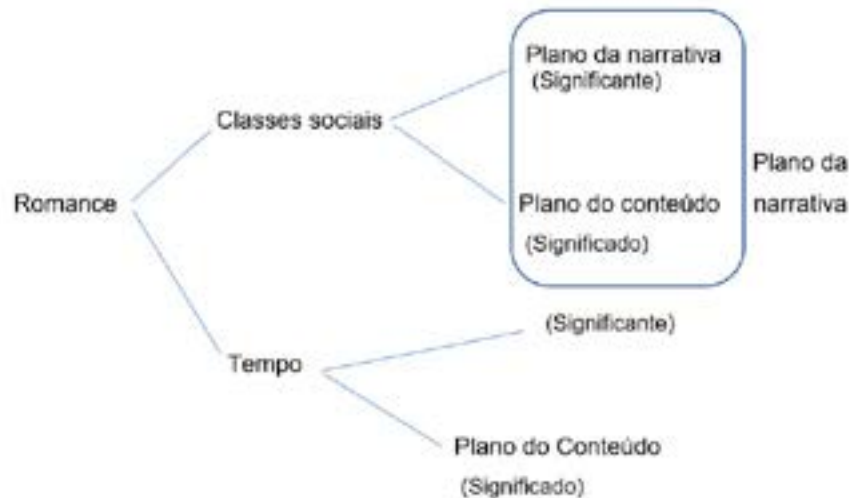 Plano da narrativa
(Significante)
Classes sociais
Plano da
Romance
Plano do conteúdo
narrativa
(Significado)
(Significante)
Tempo
Plano do Conteúdo
(Significado)